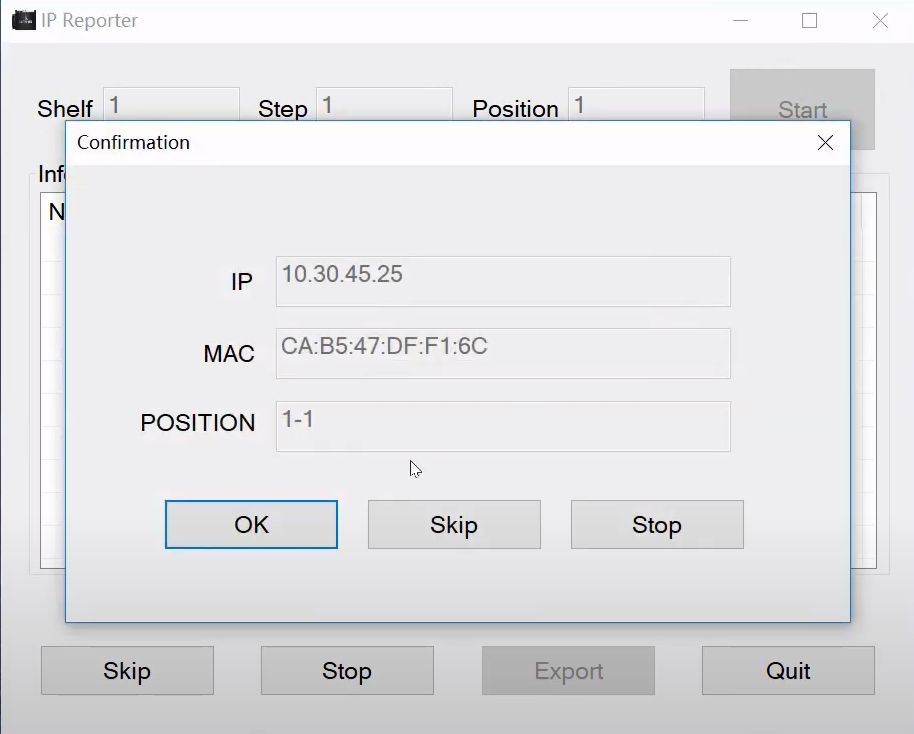 IP Reporter
Shelf 1 Step 1 Position 1 Start
Confirmation
IP 10.30.45.25
MAC CA:B5:47:DF:F1:6C
POSITION 1-1
OK Skip Stop
Skip Stop Export Quit